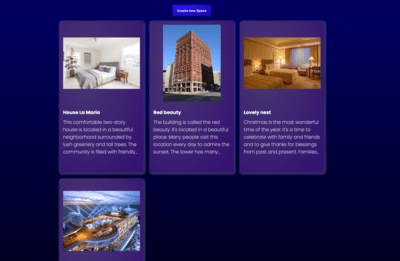 Create new Space
House La Maria
This comfortable two-story
house is located in a beautiful
neighborhood surrounded by
lush greenery and tall trees. The
community is filled with friendly...
Red beauty
The building is called the red
beauty. It's located in a beautiful
place. Many people visit this
location every day to admire the
sunset. The tower has many...
Lovely nest
Christmas is the most wonderful
time of the year. It's a time to
celebrate with family and friends
and to give thanks for blessings
from past and present. Families...